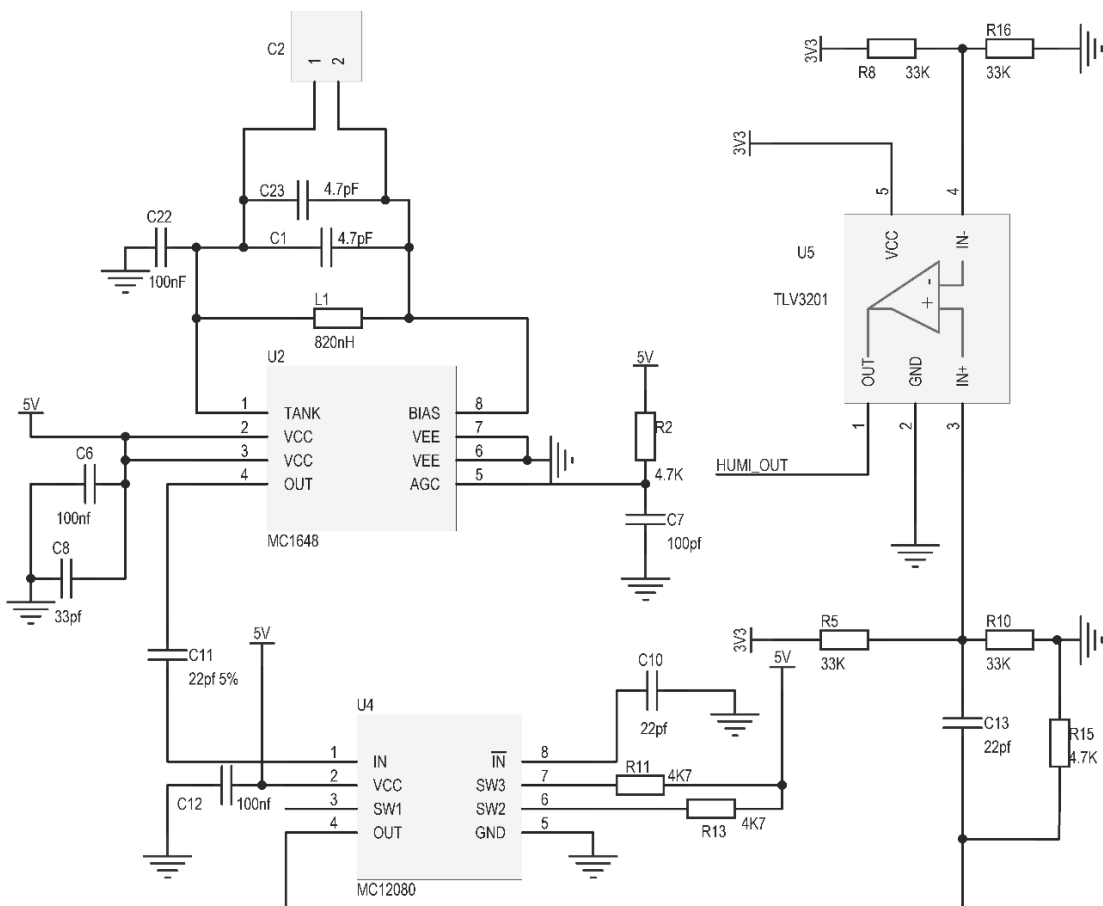 C2
1
2
C23
4.7pF
C22
100nF
C1
4.7pF
L1
820nH
U2
1
TANK
BIAS
8
2
VCC
VEE
7
3
VCC
VEE
6
4
OUT
AGC
5
MC1648
5V
C6
100nf
C8
33pf
5V
R2
4.7K
C7
100pf
C11
22pf 5%
5V
U4
1
IN
IN
8
2
VCC
SW3
7
3
SW1
SW2
6
4
OUT
GND
5
MC12080
C12
100nf
C10
22pf
R11
4K7
R13
4K7
5V
3V3
R8
33K
R16
33K
3V3
5
4
U5
TLV3201
VCC
IN-
-
+
OUT
GND
IN+
1
2
3
HUMI_OUT
3V3
R5
33K
R10
33K
C13
22pf
R15
4.7K